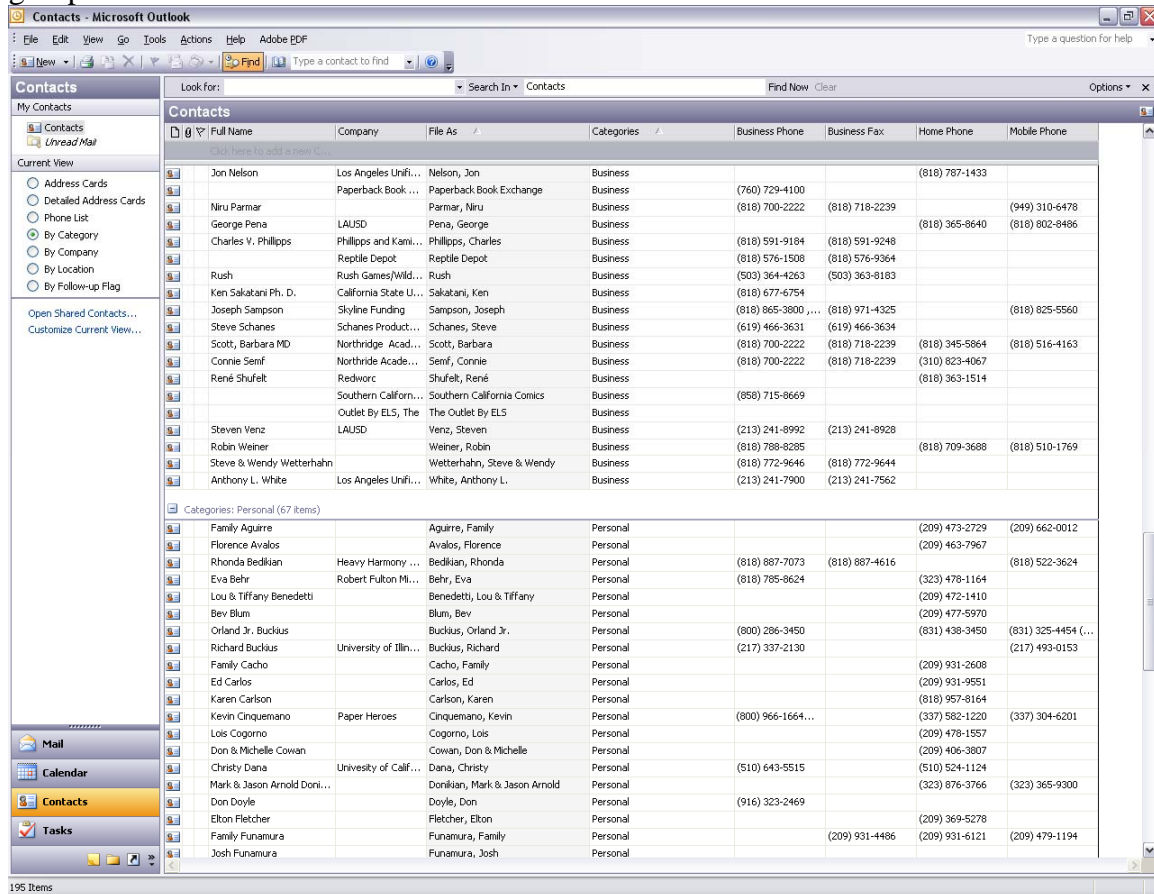 Contacts - Microsoft Outlook
File Edit View Go Tools Actions Help Adobe PDF Type a question for help
New Find Type a contact to find
Contacts Look for: Search In Contacts Find Now Clear Options
My Contacts
Contacts
Unread Mail
Current View
Address Cards
Detailed Address Cards
Phone List
By Category
By Company
By Location
By Follow-up Flag
Open Shared Contacts...
Customize Current View...
Mail
Calendar
Contacts
Tasks
Contacts
Full Name Company File As Categories Business Phone Business Fax Home Phone Mobile Phone
Click here to add a new C...
Jon Nelson Los Angeles Unifi... Nelson, Jon Business (818) 787-1433
Paperback Book ... Paperback Book Exchange Business (760) 729-4100
Niru Parmar Parmar, Niru Business (818) 700-2222 (818) 718-2239 (949) 310-6478
George Pena LAUSD Pena, George Business (818) 365-8640 (818) 802-8486
Charles V. Phillipps Phillipps and Kami... Phillipps, Charles Business (818) 591-9184 (818) 591-9248
Reptile Depot Reptile Depot Business (818) 576-1508 (818) 576-9364
Rush Rush Games/Wild... Rush Business (503) 364-4263 (503) 363-8183
Ken Sakatani Ph. D. California State U... Sakatani, Ken Business (818) 677-6754
Joseph Sampson Skyline Funding Sampson, Joseph Business (818) 865-3800 ,... (818) 971-4325 (818) 825-5560
Steve Schanes Schanes Product... Schanes, Steve Business (619) 466-3631 (619) 466-3634
Scott, Barbara MD Northridge Acad... Scott, Barbara Business (818) 700-2222 (818) 718-2239 (818) 345-5864 (818) 516-4163
Connie Semf Northride Acade... Semf, Connie Business (818) 700-2222 (818) 718-2239 (310) 823-4067
René Shufelt Redworc Shufelt, René Business (818) 363-1514
Southern Californ... Southern California Comics Business (858) 715-8669
Outlet By ELS, The The Outlet By ELS Business
Steven Venz LAUSD Venz, Steven Business (213) 241-8992 (213) 241-8928
Robin Weiner Weiner, Robin Business (818) 788-8285 (818) 709-3688 (818) 510-1769
Steve & Wendy Wetterhahn Wetterhahn, Steve & Wendy Business (818) 772-9646 (818) 772-9644
Anthony L. White Los Angeles Unifi... White, Anthony L. Business (213) 241-7900 (213) 241-7562
Categories: Personal (67 items)
Family Aguirre Aguirre, Family Personal (209) 473-2729 (209) 662-0012
Florence Avalos Avalos, Florence Personal (209) 463-7967
Rhonda Bedikian Heavy Harmony ... Bedikian, Rhonda Personal (818) 887-7073 (818) 887-4616 (818) 522-3624
Eva Behr Robert Fulton Mi... Behr, Eva Personal (818) 785-8624 (323) 478-1164
Lou & Tiffany Benedetti Benedetti, Lou & Tiffany Personal (209) 472-1410
Bev Blum Blum, Bev Personal (209) 477-5970
Orland Jr. Buckius Buckius, Orland Jr. Personal (800) 286-3450 (831) 438-3450 (831) 325-4454 (...
Richard Buckius University of Illin... Buckius, Richard Personal (217) 337-2130 (217) 493-0153
Family Cacho Cacho, Family Personal (209) 931-2608
Ed Carlos Carlos, Ed Personal (209) 931-9551
Karen Carlson Carlson, Karen Personal (818) 957-8164
Kevin Cinquemano Paper Heroes Cinquemano, Kevin Personal (800) 966-1664... (337) 582-1220 (337) 304-6201
Lois Cogorno Cogorno, Lois Personal (209) 478-1557
Don & Michelle Cowan Cowan, Don & Michelle Personal (209) 406-3807
Christy Dana Univesity of Calif... Dana, Christy Personal (510) 643-5515 (510) 524-1124
Mark & Jason Arnold Doni... Donikian, Mark & Jason Arnold Personal (323) 876-3766 (323) 365-9300
Don Doyle Doyle, Don Personal (916) 323-2469
Elton Fletcher Fletcher, Elton Personal (209) 369-5278
Family Funamura Funamura, Family Personal (209) 931-4486 (209) 931-6121 (209) 479-1194
Josh Funamura Funamura, Josh Personal
195 Items